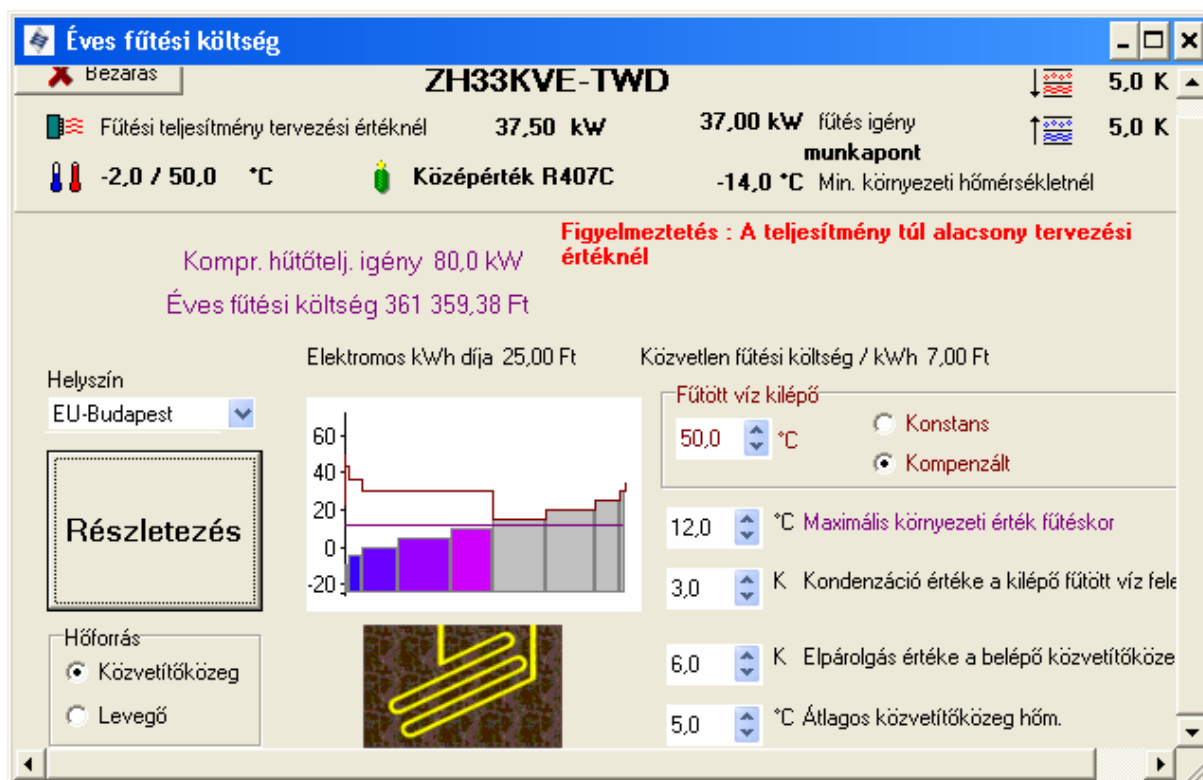 Éves fűtési költség
Bezárás
ZH33KVE-TWD
5,0 K
Fűtési teljesítmény tervezési értéknél 37,50 kW 37,00 kW fűtés igény 5,0 K
munkapont
-2,0 / 50,0 °C Középérték R407C -14,0 °C Min. környezeti hőmérsékletnél
Figyelmeztetés : A teljesítmény túl alacsony tervezési
értéknél
Kompr. hűtőtelj. igény 80,0 kW
Éves fűtési költség 361 359,38 Ft
Elektromos kWh díja 25,00 Ft Közvetlen fűtési költség / kWh 7,00 Ft
Helyszín
EU-Budapest
Részletezés
Hőforrás
Közvetítőközeg
Levegő
60
40
20
0
-20
Fűtött víz kilépő
50,0 °C
Konstans
Kompenzált
12,0 °C Maximális környezeti érték fűtéskor
3,0 K Kondenzáció értéke a kilépő fűtött víz fele
6,0 K Elpárolgás értéke a belépő közvetítőköze
5,0 °C Átlagos közvetítőközeg hőm.